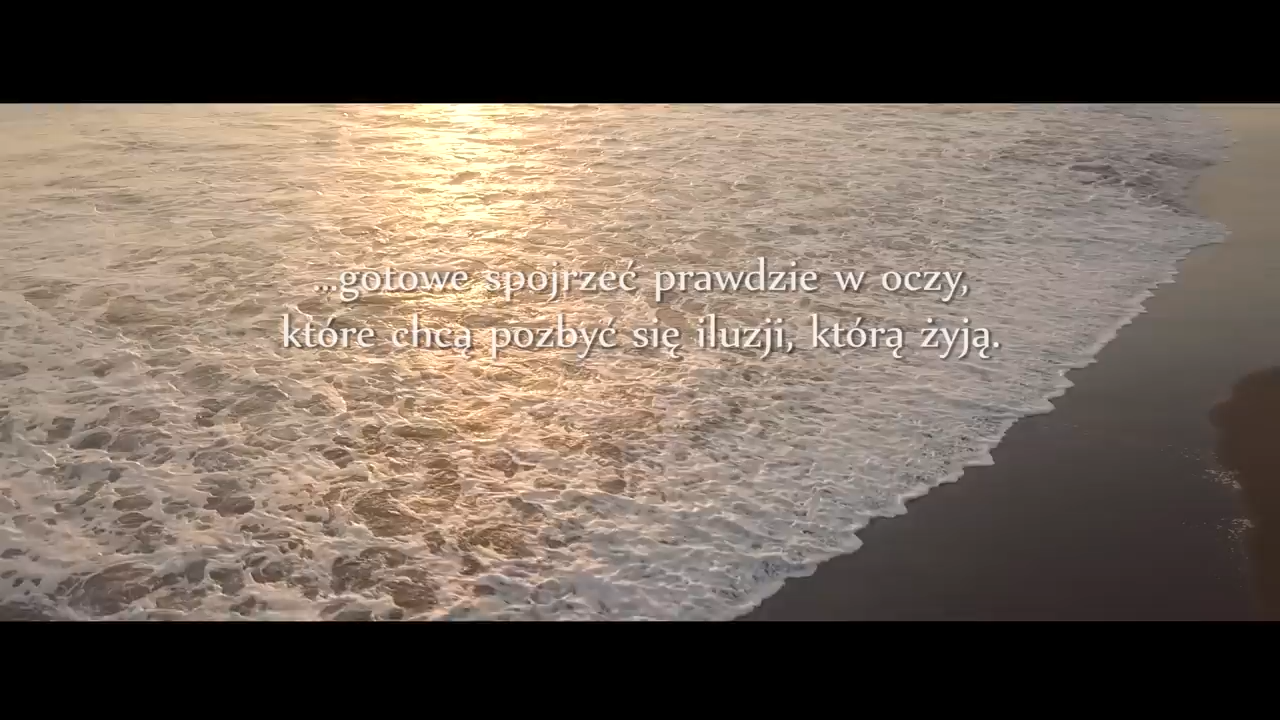 ...gotowe spojrzeć prawdzie w oczy,
które chcą pozbyć się iluzji, którą żyją.